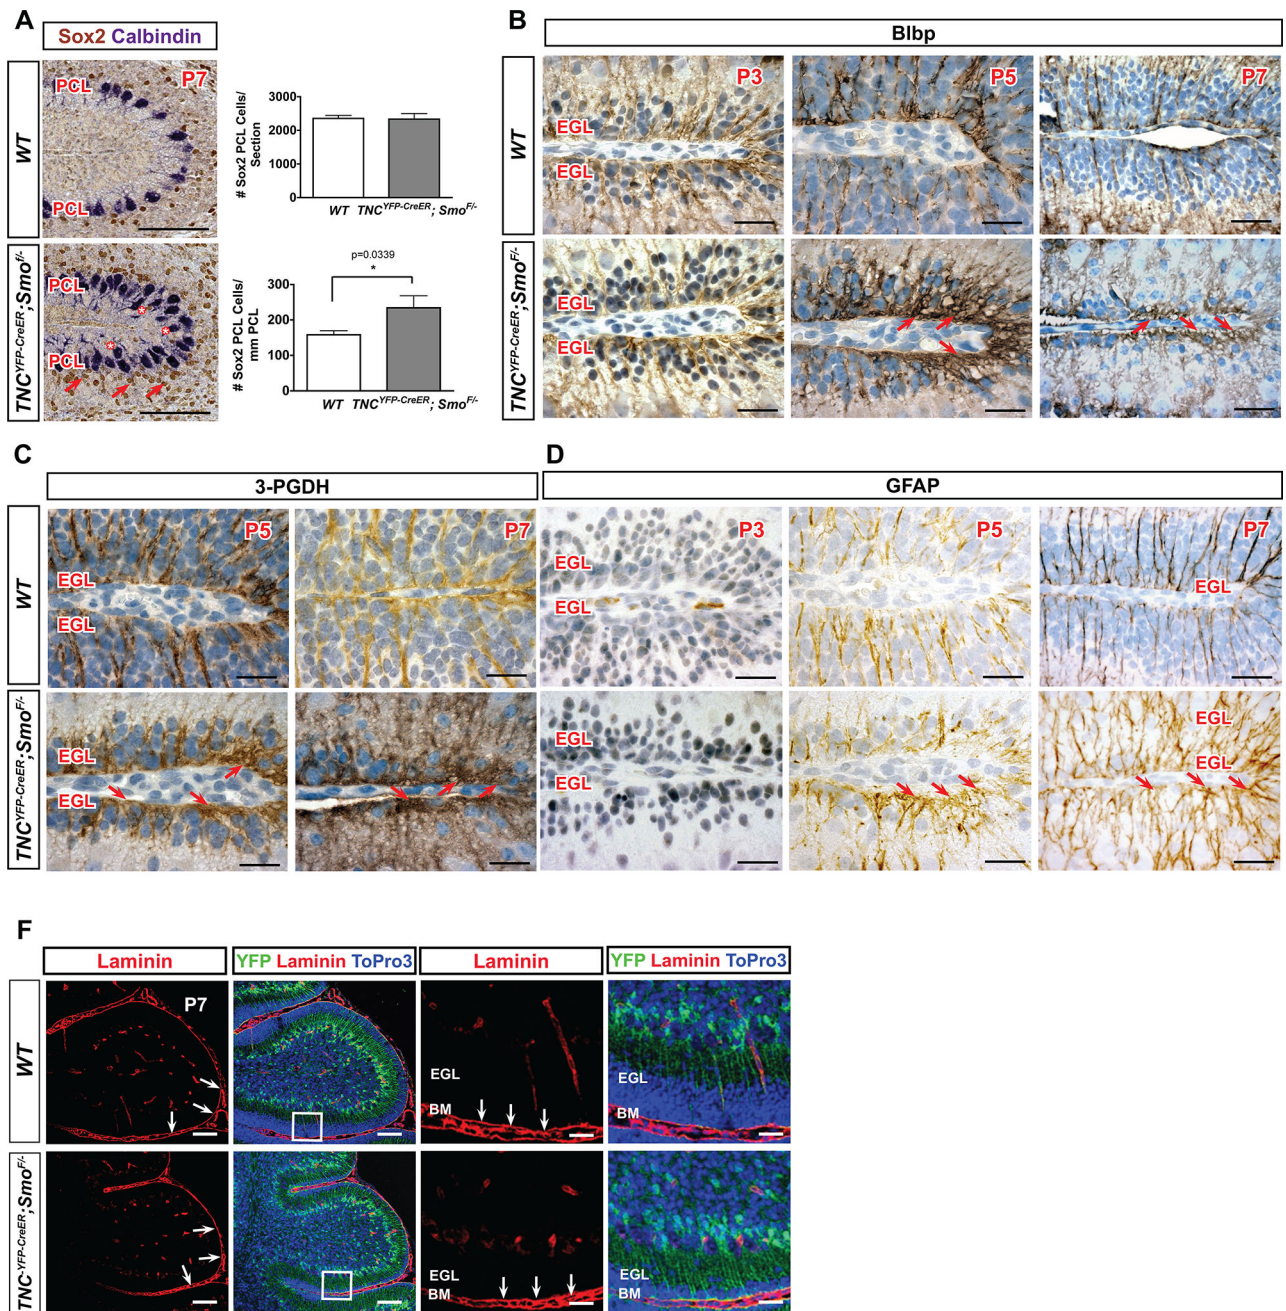 A
Sox2 Calbindin
WT
PCL
P7
PCL
TNCYFP-CreER;Smof/-
PCL
*
*
*
PCL
# Sox2 PCL Cells/
Section
3000
2000
1000
0
WT TNCYFP-CreER; SmoF/-
# Sox2 PCL Cells/
mm PCL
p=0.0339
*
300
200
100
0
WT TNCYFP-CreER; SmoF/-
B
Blbp
WT
P3
EGL
EGL
P5
P7
TNCYFP-CreER;SmoF/-
EGL
EGL
C
3-PGDH
WT
P5
EGL
EGL
P7
TNCYFP-CreER;SmoF/-
EGL
EGL
D
GFAP
P3
EGL
EGL
P5
P7
EGL
EGL
EGL
EGL
EGL
F
Laminin
YFP Laminin ToPro3
Laminin
YFP Laminin ToPro3
WT
P7
EGL
BM
EGL
BM
TNCYFP-CreER;SmoF/-
EGL
BM
EGL
BM